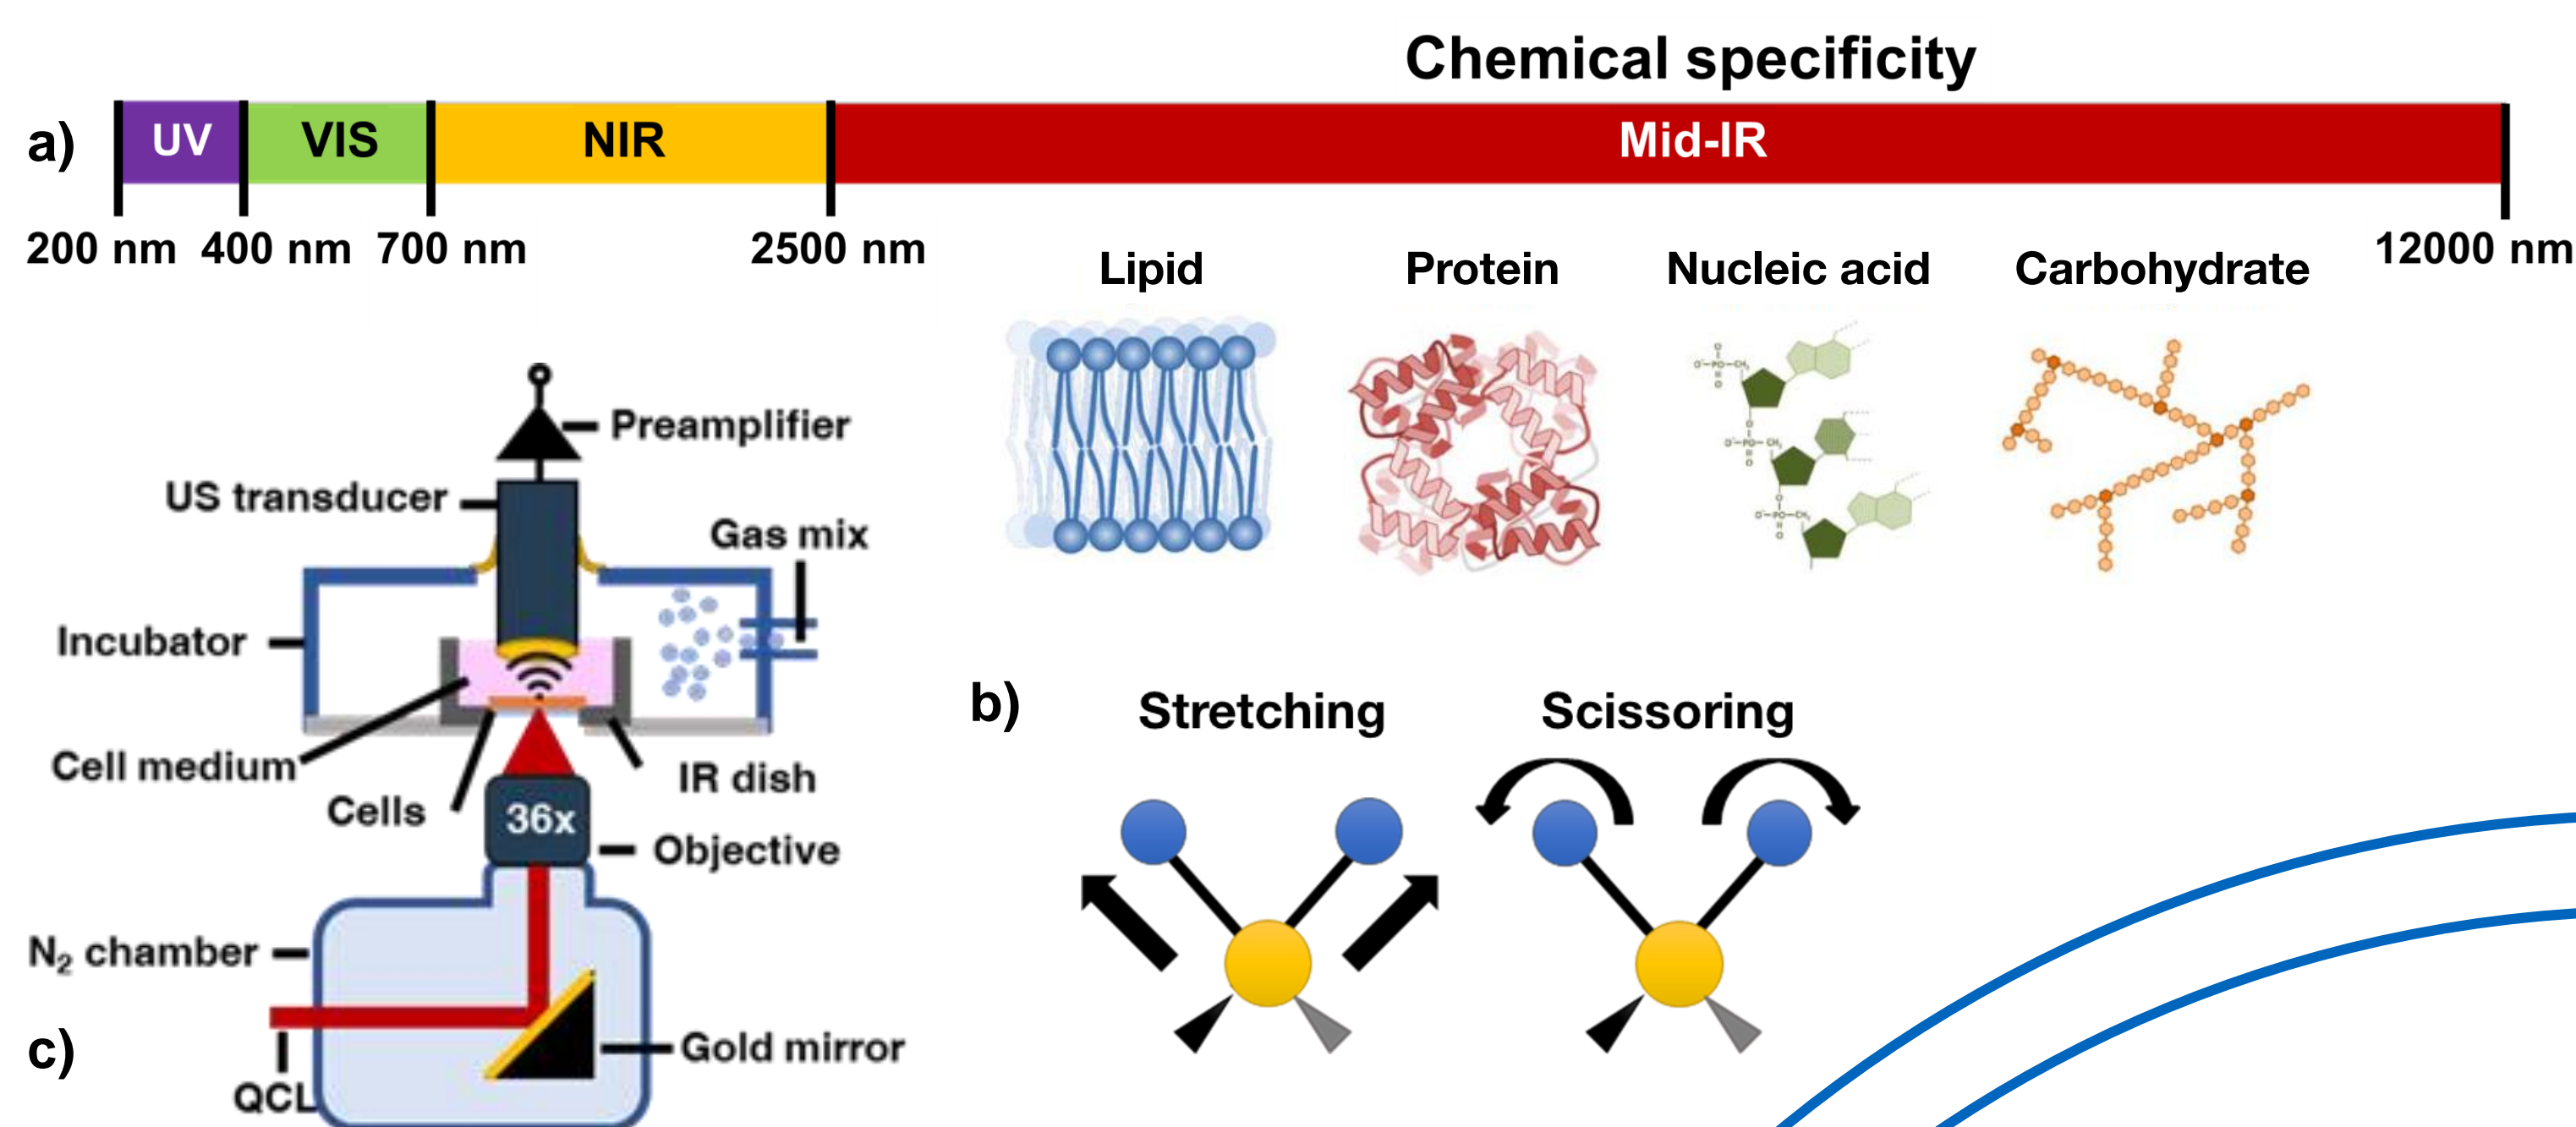 Chemical specificity
a)
UV
VIS
NIR
Mid-IR
200 nm
400 nm
700 nm
2500 nm
12000 nm
Lipid
Protein
Nucleic acid
Carbohydrate
Preamplifier
US transducer
Gas mix
Incubator
Cell medium
Cells
IR dish
36x
Objective
N₂ chamber
Gold mirror
c)
QCL
b)
Stretching
Scissoring